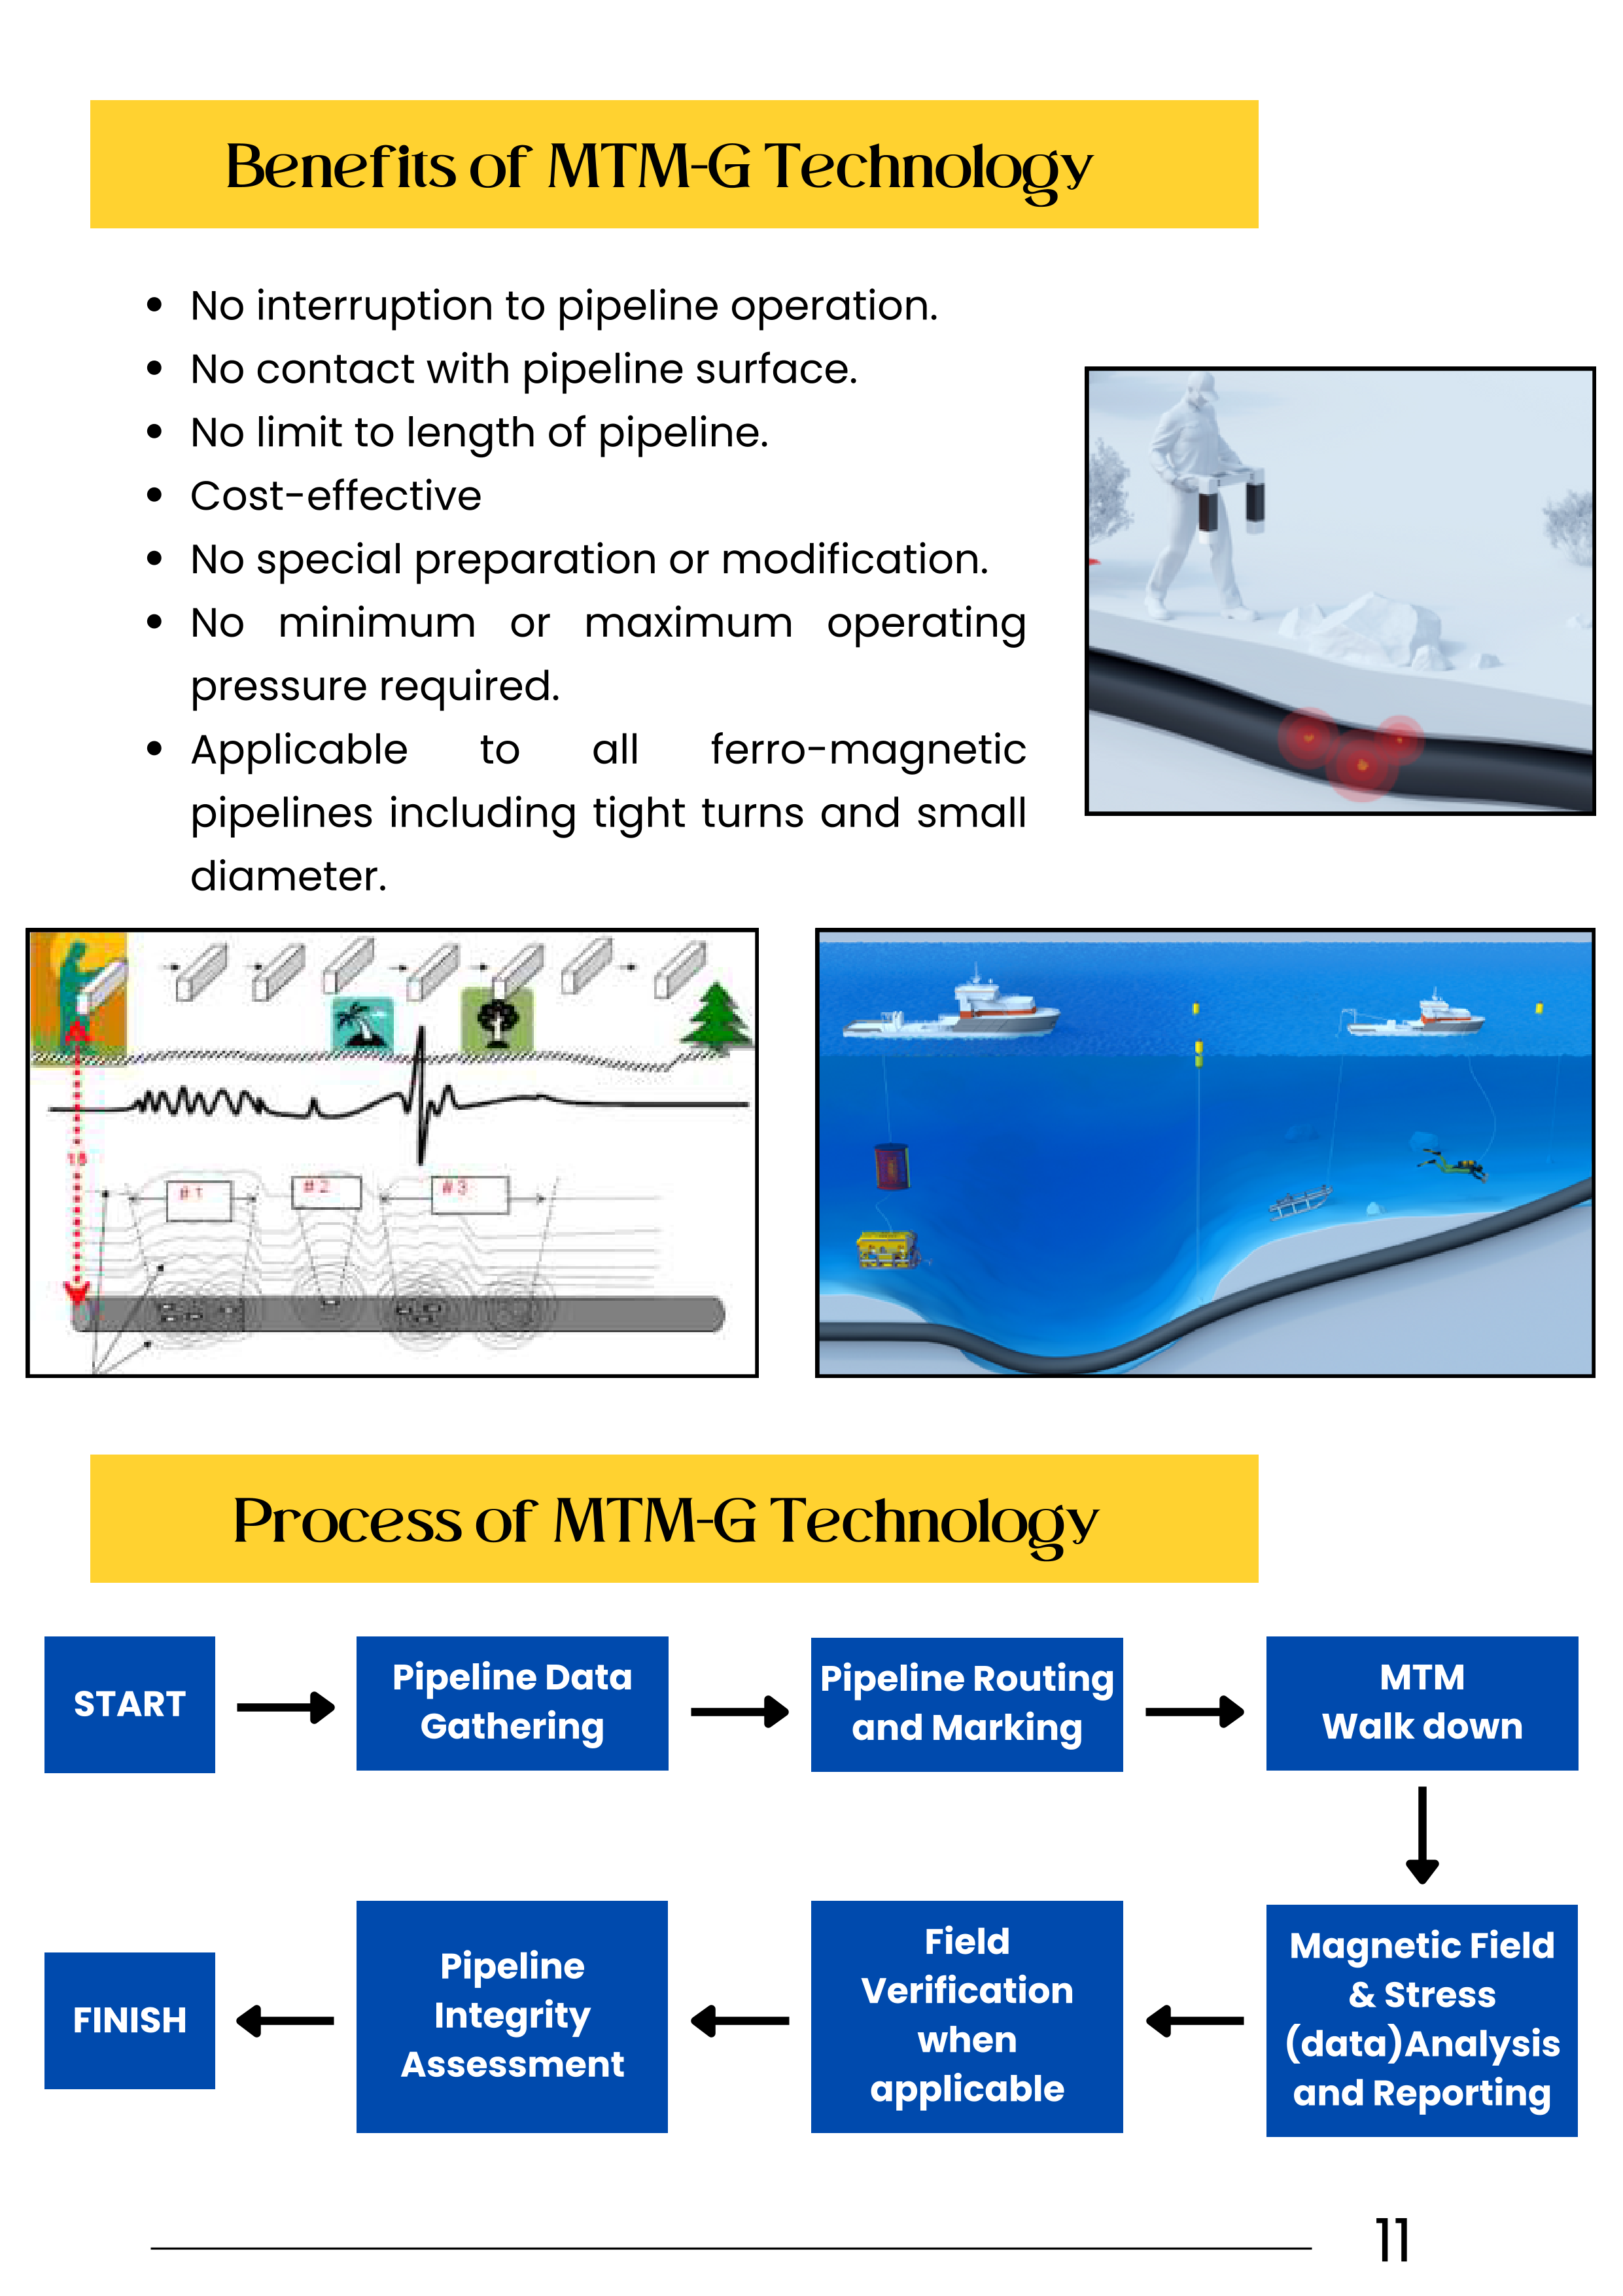 Benefits of MTM-G Technology
• No interruption to pipeline operation.
• No contact with pipeline surface.
• No limit to length of pipeline.
• Cost-effective
• No special preparation or modification.
• No minimum or maximum operating
pressure required.
• Applicable to all ferro-magnetic
pipelines including tight turns and small
diameter.
#1
#2
#3
Process of MTM-G Technology
START
Pipeline Data
Gathering
Pipeline Routing
and Marking
MTM
Walk down
Magnetic Field
& Stress
(data)Analysis
and Reporting
Field
Verification
when
applicable
Pipeline
Integrity
Assessment
FINISH
11